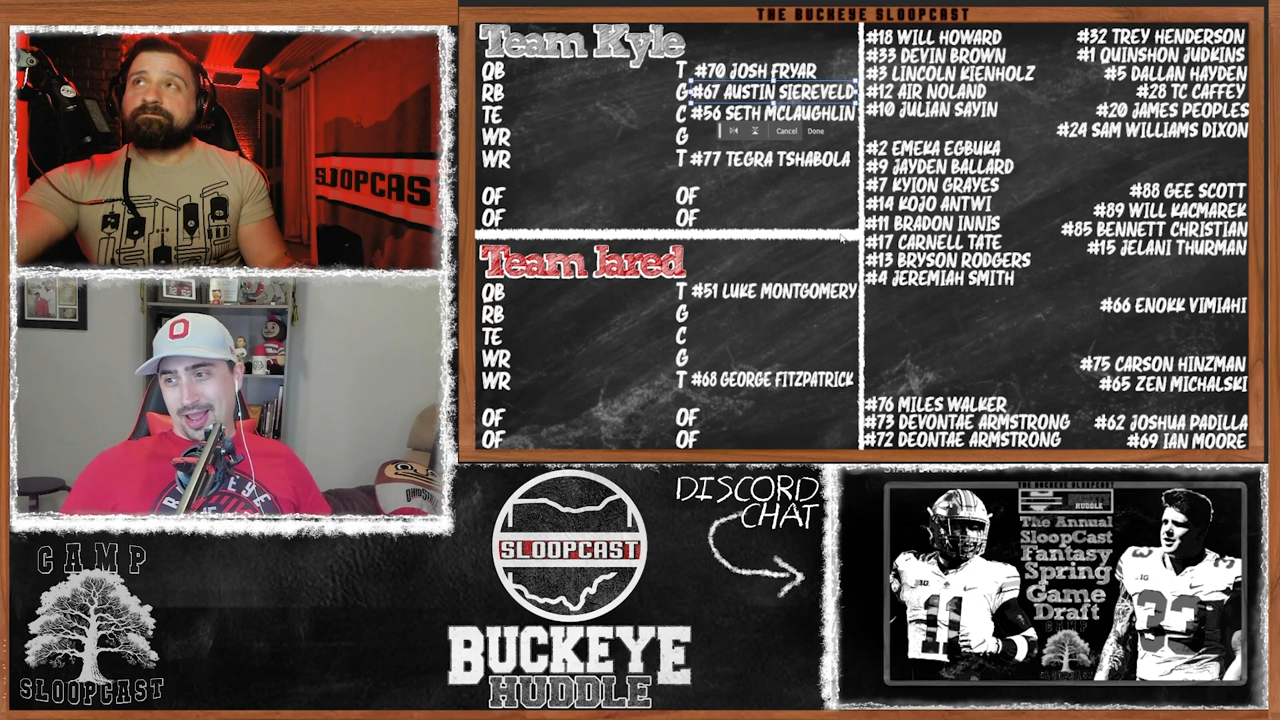 THE BUCKEYE SLOOPCAST
Team Kyle
QB
RB
TE
WR
WR
OF OF
OF OF
T #70 JOSH FRYAR
G #67 AUSTIN SIEREVELD
C #56 SETH MCLAUGHLIN
G
Cancel Done
T #77 TEGRA TSHABOLA
Team Jared
QB
RB
TE
WR
WR
OF OF
OF OF
T #51 LUKE MONTGOMERY
G
C
G
T #68 GEORGE FITZPATRICK
#18 WILL HOWARD
#33 DEVIN BROWN
#3 LINCOLN KIENHOLZ
#12 AIR NOLAND
#10 JULIAN SAYIN
#2 EMEKA EGBUKA
#9 JAYDEN BALLARD
#7 KYION GRAYES
#14 KOJO ANTWI
#11 BRADON INNIS
#17 CARNELL TATE
#13 BRYSON RODGERS
#4 JEREMIAH SMITH
#76 MILES WALKER
#73 DEVONTAE ARMSTRONG
#72 DEONTAE ARMSTRONG
#32 TREY HENDERSON
#1 QUINSHON JUDKINS
#5 DALLAN HAYDEN
#28 TC CAFFEY
#20 JAMES PEOPLES
#24 SAM WILLIAMS DIXON
#88 GEE SCOTT
#89 WILL KACMAREK
#85 BENNETT CHRISTIAN
#15 JELANI THURMAN
#66 ENOKK VIMIAHI
#75 CARSON HINZMAN
#65 ZEN MICHALSKI
#62 JOSHUA PADILLA
#69 IAN MOORE
SLOOPCAS
O
CAMP
SLOOPCAST
SLOOPCAST
BUCKEYE
HUDDLE
DISCORD
CHAT
THE BUCKEYE SLOOPCAST
BUCKEYE
HUDDLE
The Annual
SloopCast
Fantasy
Spring
Game
Draft
CAMP
11
33